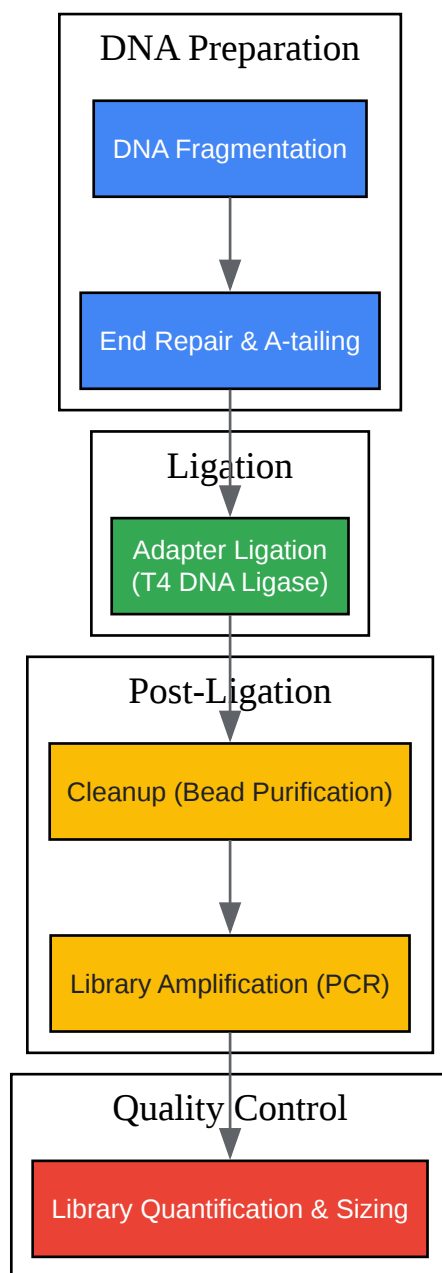 DNA Preparation
DNA Fragmentation
End Repair & A-tailing
Ligation
Adapter Ligation
(T4 DNA Ligase)
Post-Ligation
Cleanup (Bead Purification)
Library Amplification (PCR)
Quality Control
Library Quantification & Sizing